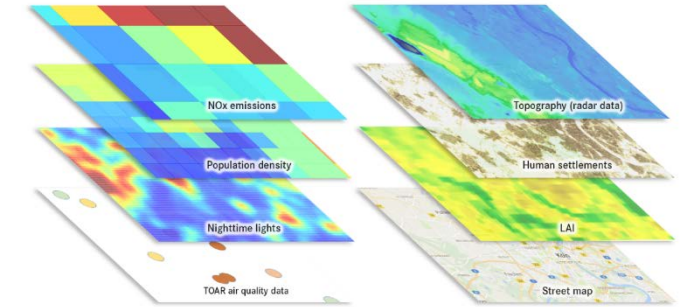 NOx emissions
Population density
Nighttime lights
TOAR air quality data
Topography (radar data)
Human settlements
LAI
Street map